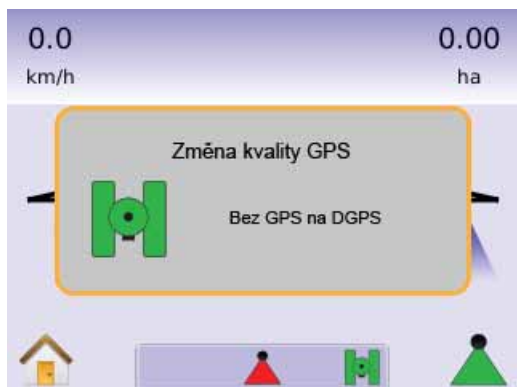 0.0
0.00
km/h
ha
Změna kvality GPS
Bez GPS na DGPS